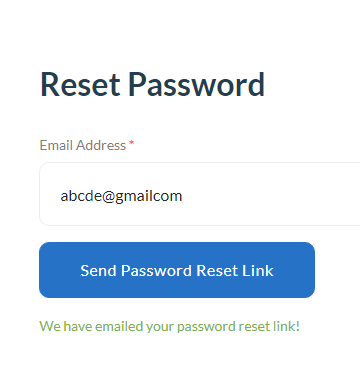 Reset Password
Email Address *
abcde@gmailcom
Send Password Reset Link
We have emailed your password reset link!